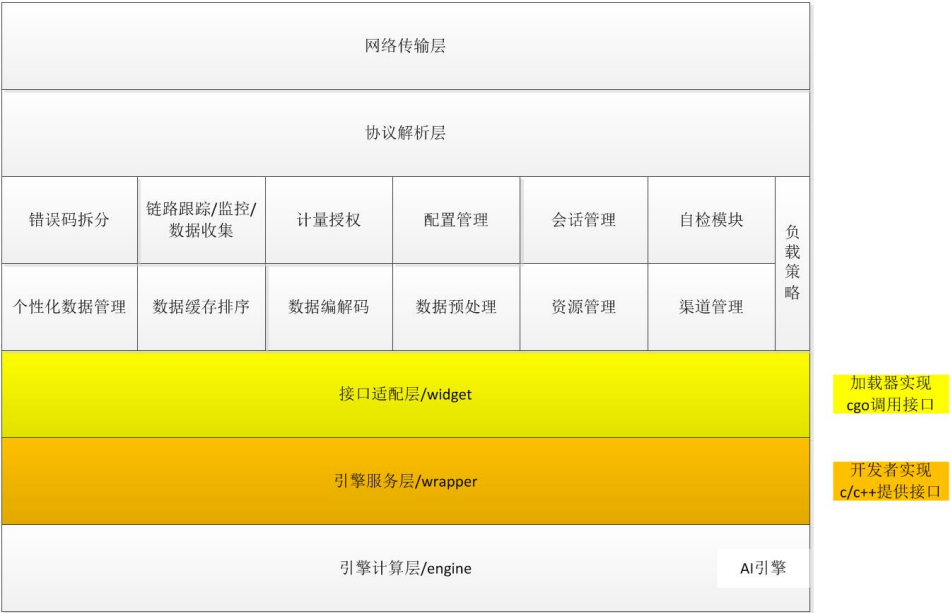 网络传输层
协议解析层
错误码拆分
链路跟踪/监控/
数据收集
计量授权
配置管理
会话管理
自检模块
负
载
策
略
个性化数据管理
数据缓存排序
数据编解码
数据预处理
资源管理
渠道管理
接口适配层/widget
加载器实现
cgo调用接口
引擎服务层/wrapper
开发者实现
c/c++提供接口
引擎计算层/engine
AI引擎